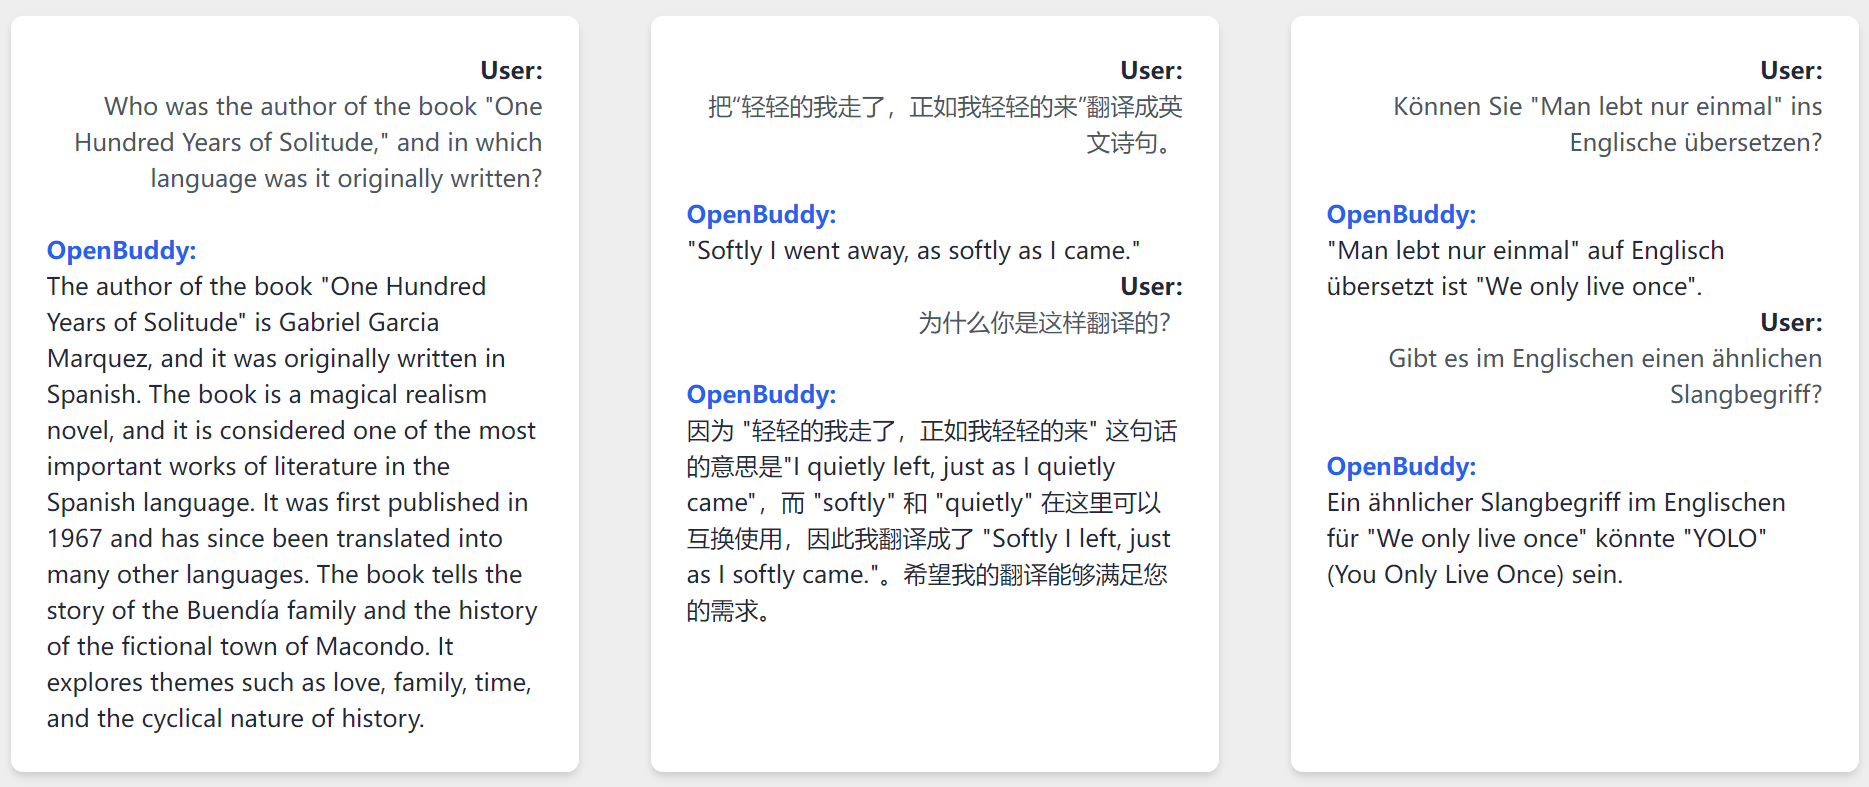 User:
Who was the author of the book "One
Hundred Years of Solitude," and in which
language was it originally written?
OpenBuddy:
The author of the book "One Hundred
Years of Solitude" is Gabriel Garcia
Marquez, and it was originally written in
Spanish. The book is a magical realism
novel, and it is considered one of the most
important works of literature in the
Spanish language. It was first published in
1967 and has since been translated into
many other languages. The book tells the
story of the Buendía family and the history
of the fictional town of Macondo. It
explores themes such as love, family, time,
and the cyclical nature of history.
User:
把“轻轻的我走了，正如我轻轻的来”翻译成英
文诗句。
OpenBuddy:
"Softly I went away, as softly as I came."
User:
为什么你是这样翻译的？
OpenBuddy:
因为 "轻轻的我走了，正如我轻轻的来" 这句话
的意思是"I quietly left, just as I quietly
came"，而 "softly" 和 "quietly" 在这里可以
互换使用，因此我翻译成了 "Softly I left, just
as I softly came."。希望我的翻译能够满足您
的需求。
User:
Können Sie "Man lebt nur einmal" ins
Englische übersetzen?
OpenBuddy:
"Man lebt nur einmal" auf Englisch
übersetzt ist "We only live once".
User:
Gibt es im Englischen einen ähnlichen
Slangbegriff?
OpenBuddy:
Ein ähnlicher Slangbegriff im Englischen
für "We only live once" könnte "YOLO"
(You Only Live Once) sein.